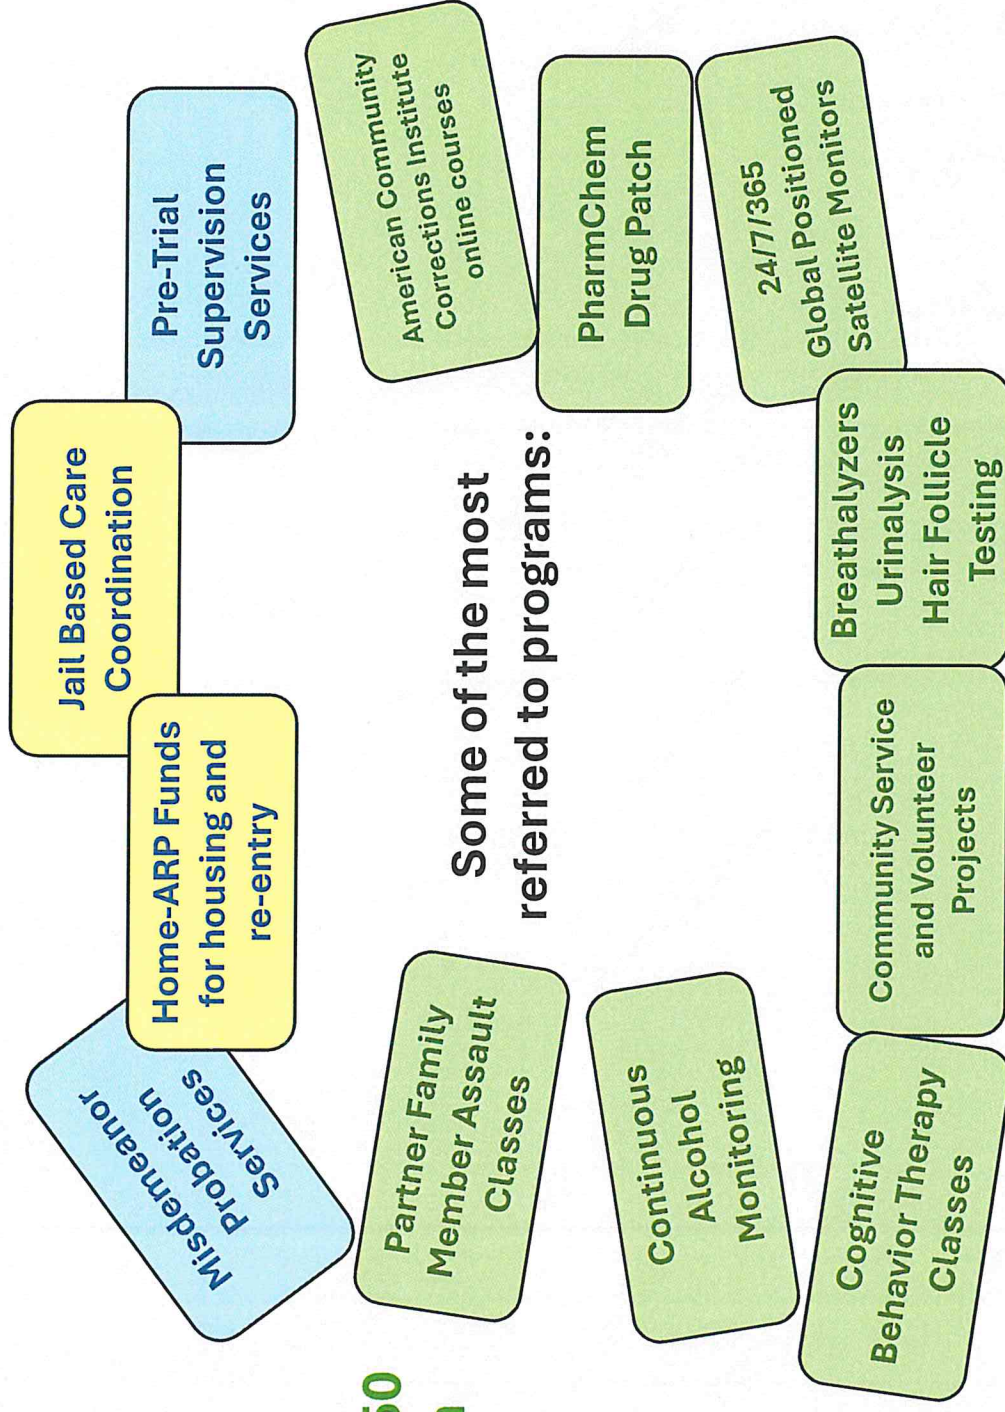 Jail Based Care
Coordination
Misdemeanor
Probation
Services
Home-ARP Funds
for housing and
re-entry
Pre-Trial
Supervision
Services
American Community
Corrections Institute
online courses
Partner Family
Member Assault
Classes
Some of the most
referred to programs:
PharmChem
Drug Patch
Continuous
Alcohol
Monitoring
24/7/365
Global Positioned
Satellite Monitors
Cognitive
Behavior Therapy
Classes
Community Service
and Volunteer
Projects
Breathalyzers
Urinalysis
Hair Follicle
Testing